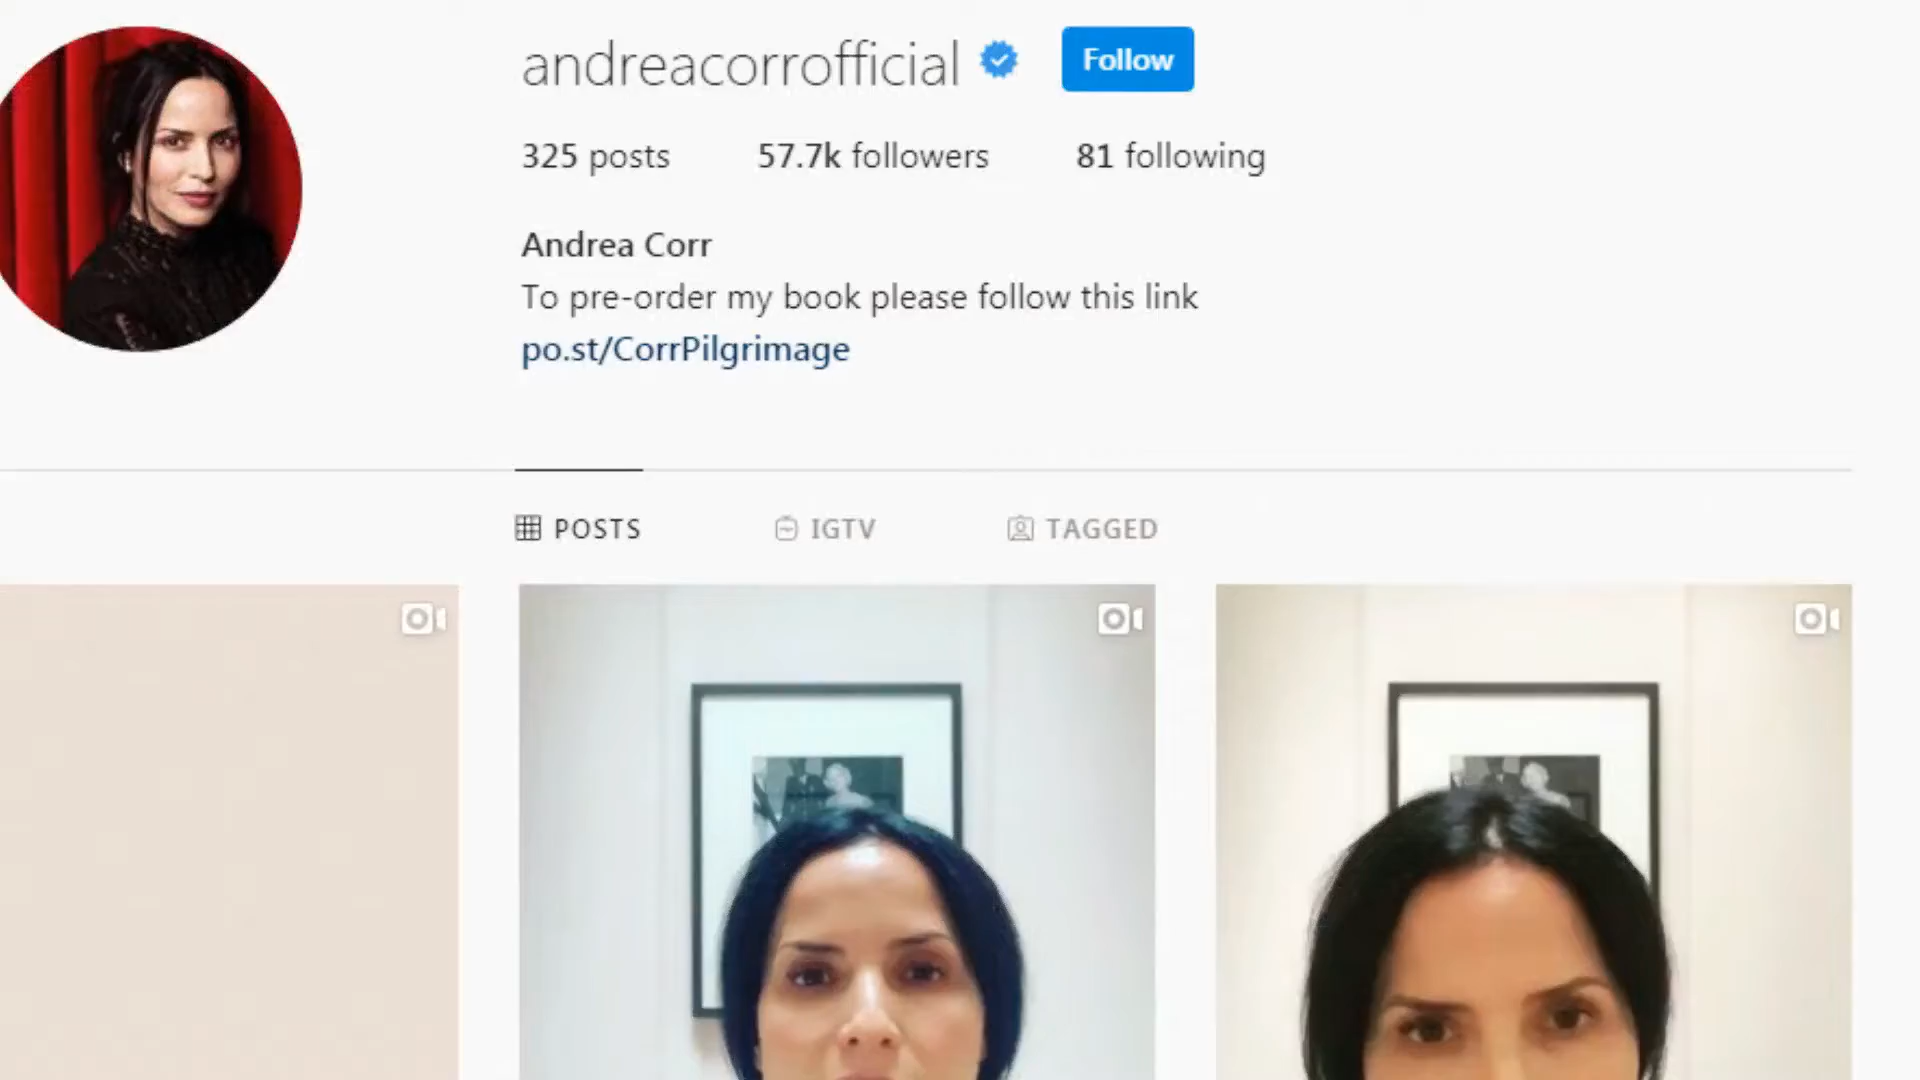 andreacorrofficial
Follow
325 posts 57.7k followers 81 following
Andrea Corr
To pre-order my book please follow this link
po.st/CorrPilgrimage
POSTS IGTV TAGGED